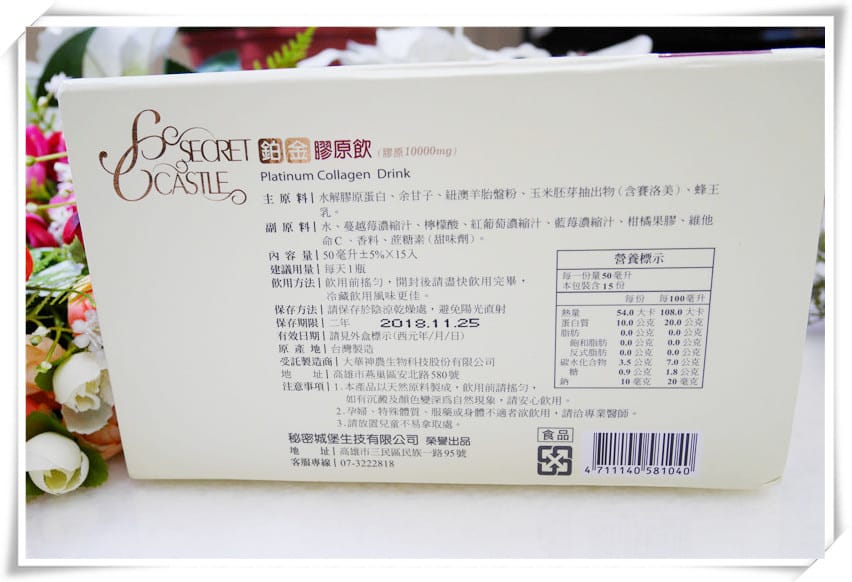 SECRET CASTLE
鉑金膠原飲(膠原10000mg)
Platinum Collagen Drink
主原料|水解膠原蛋白、余甘子、紐澳羊胎盤粉、玉米胚芽抽出物(含賽洛美)、蜂王
乳。
副原料|水、蔓越莓濃縮汁、檸檬酸、紅葡萄濃縮汁、藍莓濃縮汁、柑橘果膠、維他
命C、香料、蔗糖素(甜味劑)。
內容量|50毫升±5%×15入
建議用量|每天1瓶
飲用方法|飲用前搖勻,開封後請盡快飲用完畢,
冷藏飲用風味更佳。
保存方法|請保存於陰涼乾燥處,避免陽光直射
保存期限|二年 2018.11.25
有效日期|請見外盒標示(西元年/月/日)
原產地|台灣製造
受託製造商|大華神農生物科技股份有限公司
地 址|高雄市燕巢區安北路580號
注意事項|1.本產品以天然原料製成,飲用前請搖勻,
如有沉澱及顏色變深為自然現象,請安心飲用。
2.孕婦、特殊體質、服藥或身體不適者欲飲用,請洽專業醫師。
3.請放置兒童不易拿取處。
秘密城堡生技有限公司 榮譽出品
地 址|高雄市三民區民族一路95號
客服專線|07-3222818
營養標示
每一份量50毫升
本包裝含15份
每份 每100毫升
熱量 54.0大卡 108.0大卡
蛋白質 10.0公克 20.0公克
脂肪 0.0公克 0.0公克
飽和脂肪 0.0公克 0.0公克
反式脂肪 0.0公克 0.0公克
碳水化合物 3.5公克 7.0公克
糖 0.9公克 1.8公克
鈉 10毫克 20毫克
食品
4 711140 581040